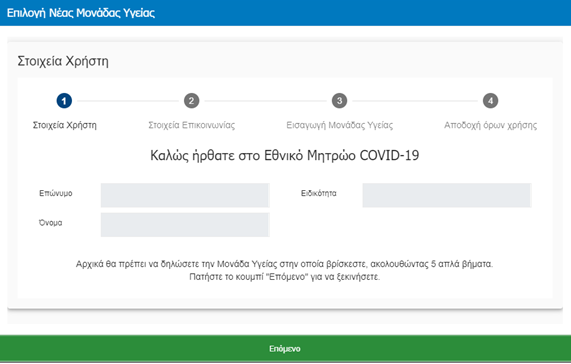 Επιλογή Νέας Μονάδας Υγείας
Στοιχεία Χρήστη
1 2 3 4
Στοιχεία Χρήστη Στοιχεία Επικοινωνίας Εισαγωγή Μονάδας Υγείας Αποδοχή όρων χρήσης
Καλώς ήρθατε στο Εθνικό Μητρώο COVID-19
Επώνυμο Ειδικότητα
Όνομα
Αρχικά θα πρέπει να δηλώσετε την Μονάδα Υγείας στην οποία βρίσκεστε, ακολουθώντας 5 απλά βήματα.
Πατήστε το κουμπί "Επόμενο" για να ξεκινήσετε.
Επόμενο